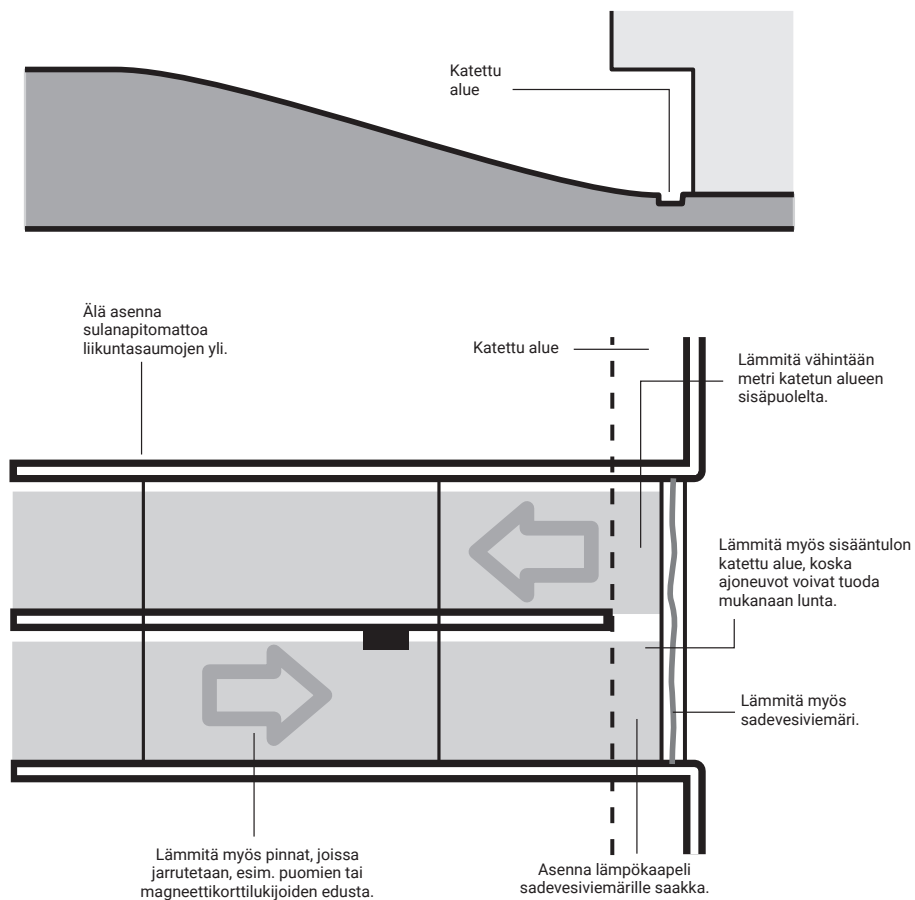 Katettu
alue
Älä asenna
sulanapitomattoa
liikuntasaumojen yli.
Katettu alue
Lämmitä vähintään
metri katetun alueen
sisäpuolelta.
Lämmitä myös sisääntulon
katettu alue, koska
ajoneuvot voivat tuoda
mukanaan lunta.
Lämmitä myös
sadevesiviemäri.
Lämmitä myös pinnat, joissa
jarrutetaan, esim. puomien tai
magneettikorttilukijoiden edusta.
Asenna lämpökaapeli
sadevesiviemärille saakka.